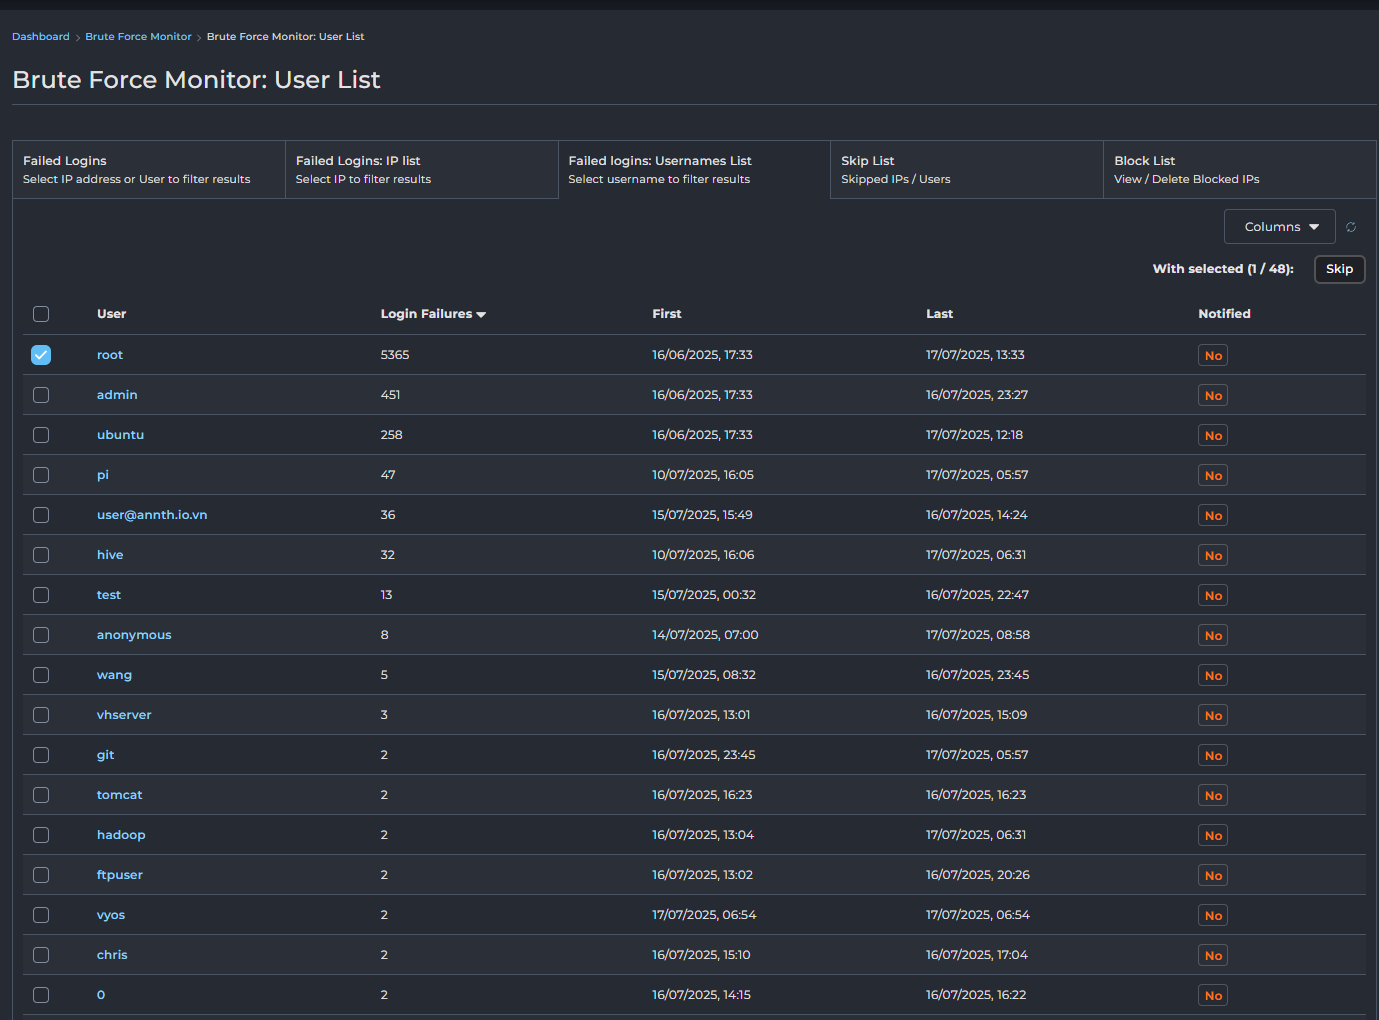 Dashboard > Brute Force Monitor > Brute Force Monitor: User List
Brute Force Monitor: User List
Failed Logins
Select IP address or User to filter results
Failed Logins: IP list
Select IP to filter results
Failed logins: Usernames List
Select username to filter results
Skip List
Skipped IPs / Users
Block List
View / Delete Blocked IPs
Columns
With selected (1 / 48): Skip
User Login Failures First Last Notified
root 5365 16/06/2025, 17:33 17/07/2025, 13:33 No
admin 451 16/06/2025, 17:33 16/07/2025, 23:27 No
ubuntu 258 16/06/2025, 17:33 17/07/2025, 12:18 No
pi 47 10/07/2025, 16:05 17/07/2025, 05:57 No
user@annth.io.vn 36 15/07/2025, 15:49 16/07/2025, 14:24 No
hive 32 10/07/2025, 16:06 17/07/2025, 06:31 No
test 13 15/07/2025, 00:32 16/07/2025, 22:47 No
anonymous 8 14/07/2025, 07:00 17/07/2025, 08:58 No
wang 5 15/07/2025, 08:32 16/07/2025, 23:45 No
vhserver 3 16/07/2025, 13:01 16/07/2025, 15:09 No
git 2 16/07/2025, 23:45 17/07/2025, 05:57 No
tomcat 2 16/07/2025, 16:23 16/07/2025, 16:23 No
hadoop 2 16/07/2025, 13:04 17/07/2025, 06:31 No
ftpuser 2 16/07/2025, 13:02 16/07/2025, 20:26 No
vyos 2 17/07/2025, 06:54 17/07/2025, 06:54 No
chris 2 16/07/2025, 15:10 16/07/2025, 17:04 No
0 2 16/07/2025, 14:15 16/07/2025, 16:22 No